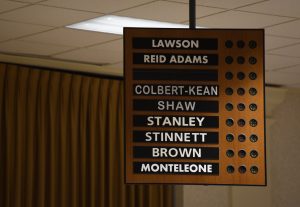 LAWSON
REID ADAMS
COLBERT-KEAN
SHAW
STANLEY
STINNETT
BROWN
MONTELEONE